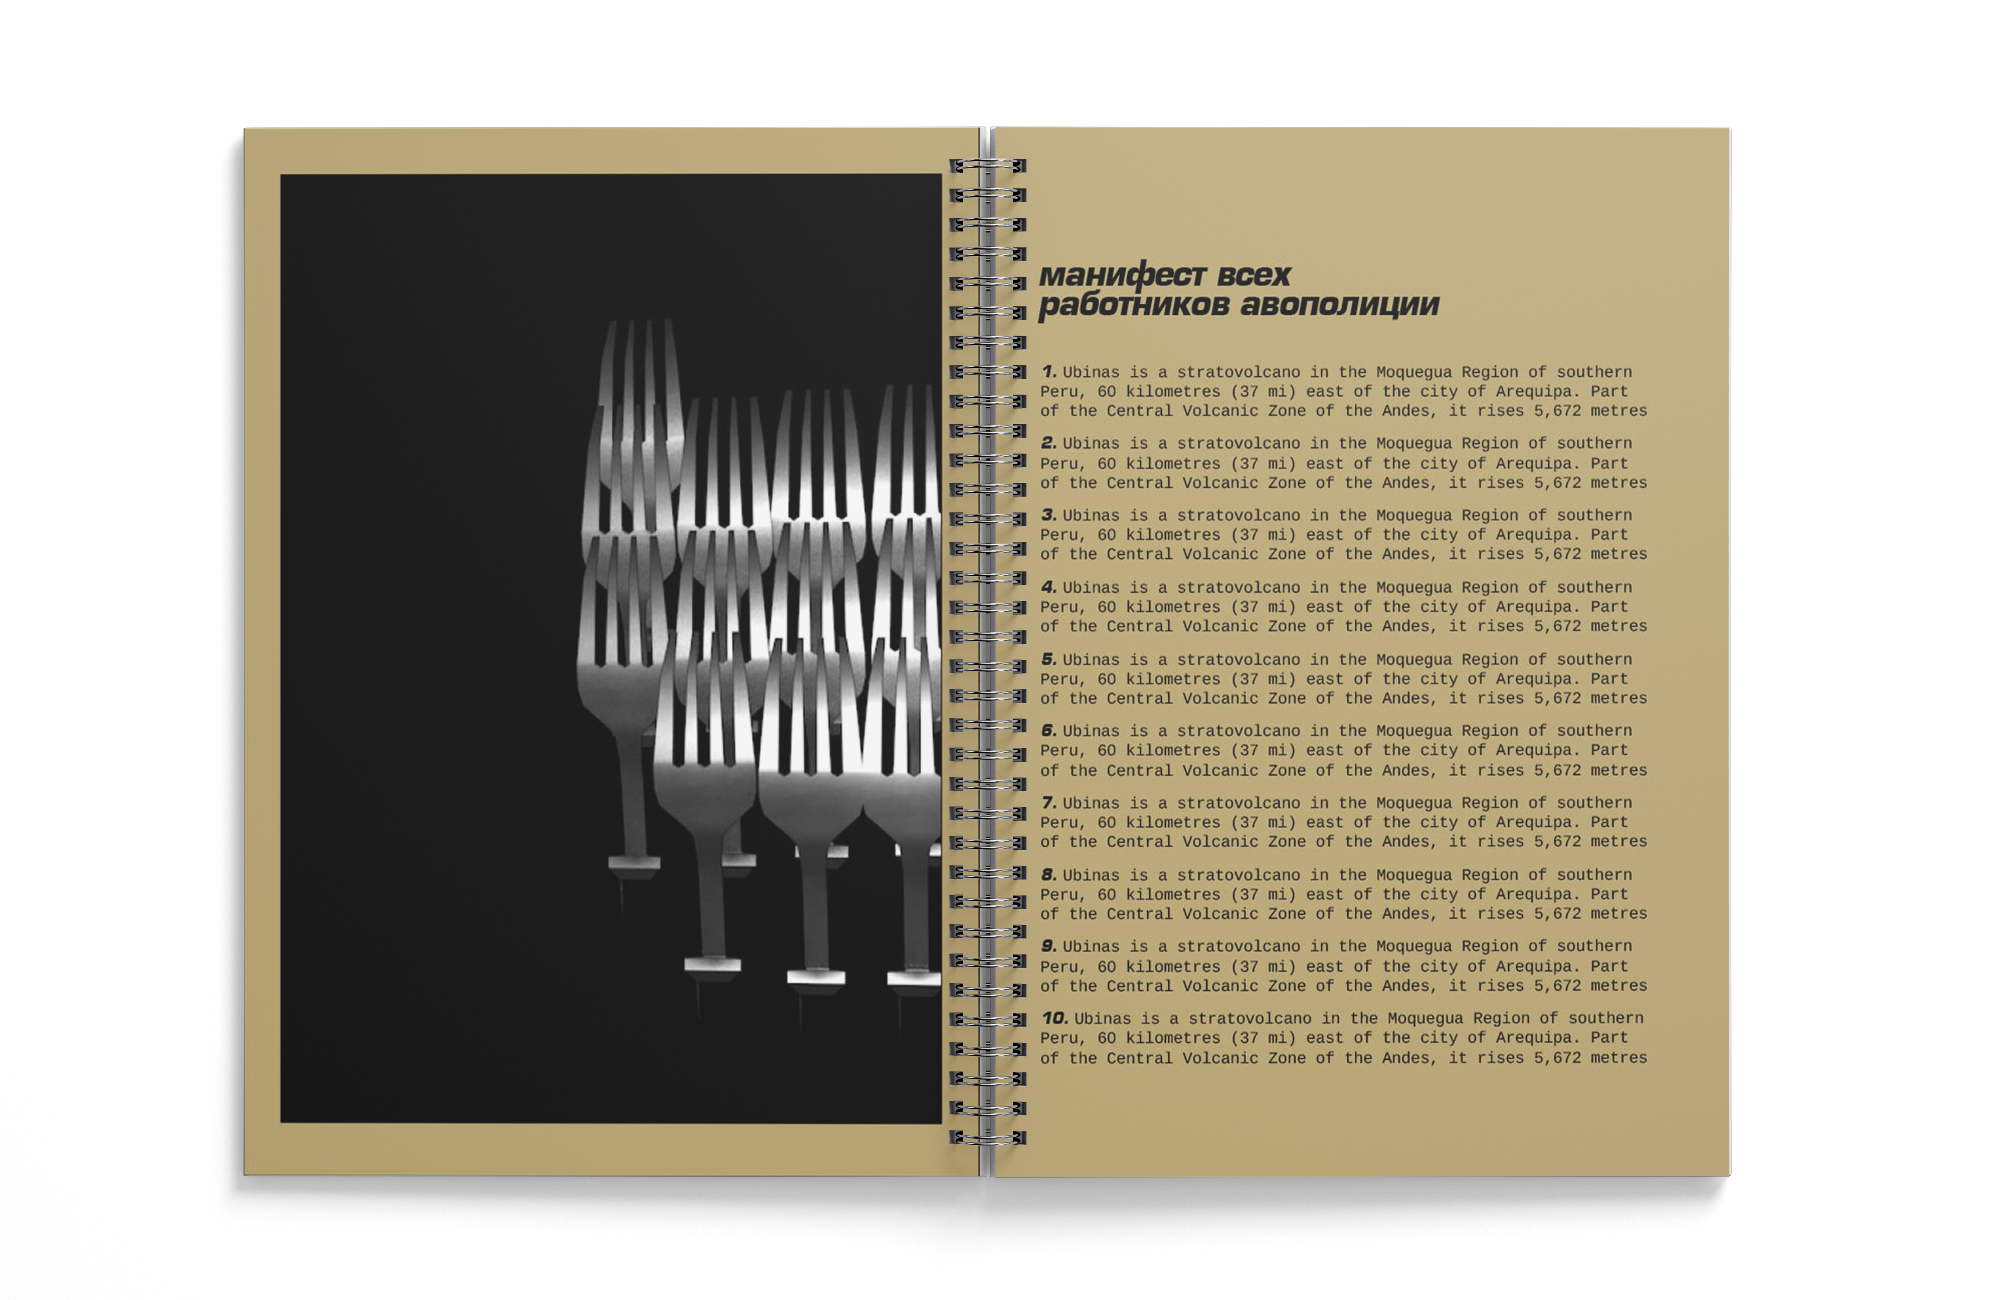 манифест всех
работников авополиции
1. Ubinas is a stratovolcano in the Moquegua Region of southern
Peru, 60 kilometres (37 mi) east of the city of Arequipa. Part
of the Central Volcanic Zone of the Andes, it rises 5,672 metres
2. Ubinas is a stratovolcano in the Moquegua Region of southern
Peru, 60 kilometres (37 mi) east of the city of Arequipa. Part
of the Central Volcanic Zone of the Andes, it rises 5,672 metres
3. Ubinas is a stratovolcano in the Moquegua Region of southern
Peru, 60 kilometres (37 mi) east of the city of Arequipa. Part
of the Central Volcanic Zone of the Andes, it rises 5,672 metres
4. Ubinas is a stratovolcano in the Moquegua Region of southern
Peru, 60 kilometres (37 mi) east of the city of Arequipa. Part
of the Central Volcanic Zone of the Andes, it rises 5,672 metres
5. Ubinas is a stratovolcano in the Moquegua Region of southern
Peru, 60 kilometres (37 mi) east of the city of Arequipa. Part
of the Central Volcanic Zone of the Andes, it rises 5,672 metres
6. Ubinas is a stratovolcano in the Moquegua Region of southern
Peru, 60 kilometres (37 mi) east of the city of Arequipa. Part
of the Central Volcanic Zone of the Andes, it rises 5,672 metres
7. Ubinas is a stratovolcano in the Moquegua Region of southern
Peru, 60 kilometres (37 mi) east of the city of Arequipa. Part
of the Central Volcanic Zone of the Andes, it rises 5,672 metres
8. Ubinas is a stratovolcano in the Moquegua Region of southern
Peru, 60 kilometres (37 mi) east of the city of Arequipa. Part
of the Central Volcanic Zone of the Andes, it rises 5,672 metres
9. Ubinas is a stratovolcano in the Moquegua Region of southern
Peru, 60 kilometres (37 mi) east of the city of Arequipa. Part
of the Central Volcanic Zone of the Andes, it rises 5,672 metres
10. Ubinas is a stratovolcano in the Moquegua Region of southern
Peru, 60 kilometres (37 mi) east of the city of Arequipa. Part
of the Central Volcanic Zone of the Andes, it rises 5,672 metres